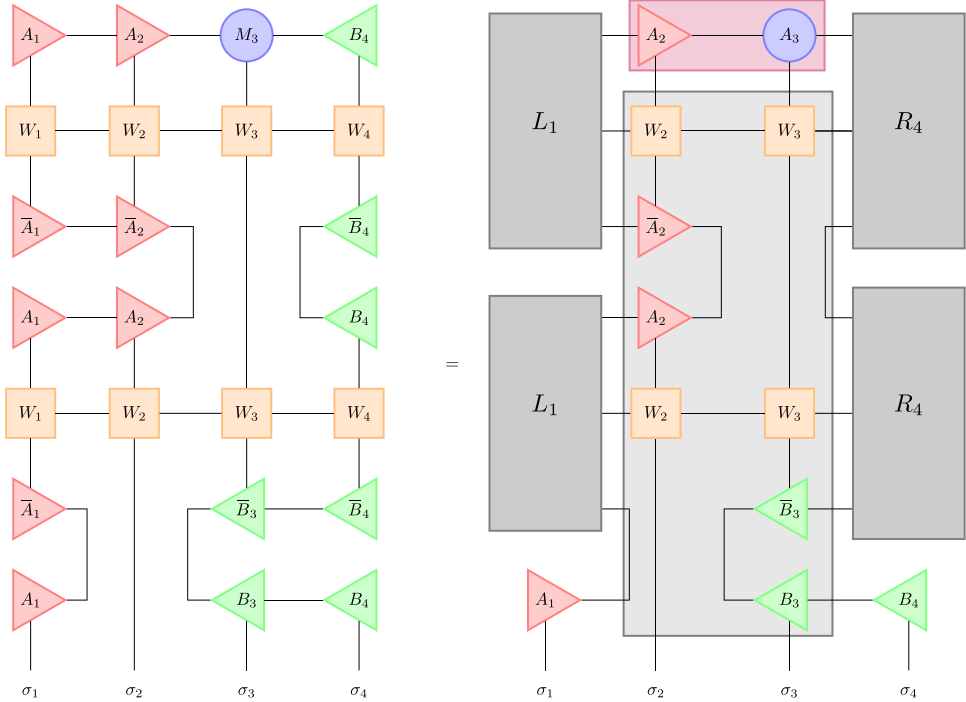 A₁ A₂ M₃ B₄ A₂ A₃
L₁ R₄
W₁ W₂ W₃ W₄ W₂ W₃
A̅₁ A̅₂ B̅₄ A̅₂
A₁ A₂ B₄ A₂
=
L₁ R₄
W₁ W₂ W₃ W₄ W₂ W₃
A̅₁ B̅₃ B̅₄ B̅₃
A₁ B₃ B₄ A₁ B₃ B₄
σ₁ σ₂ σ₃ σ₄ σ₁ σ₂ σ₃ σ₄